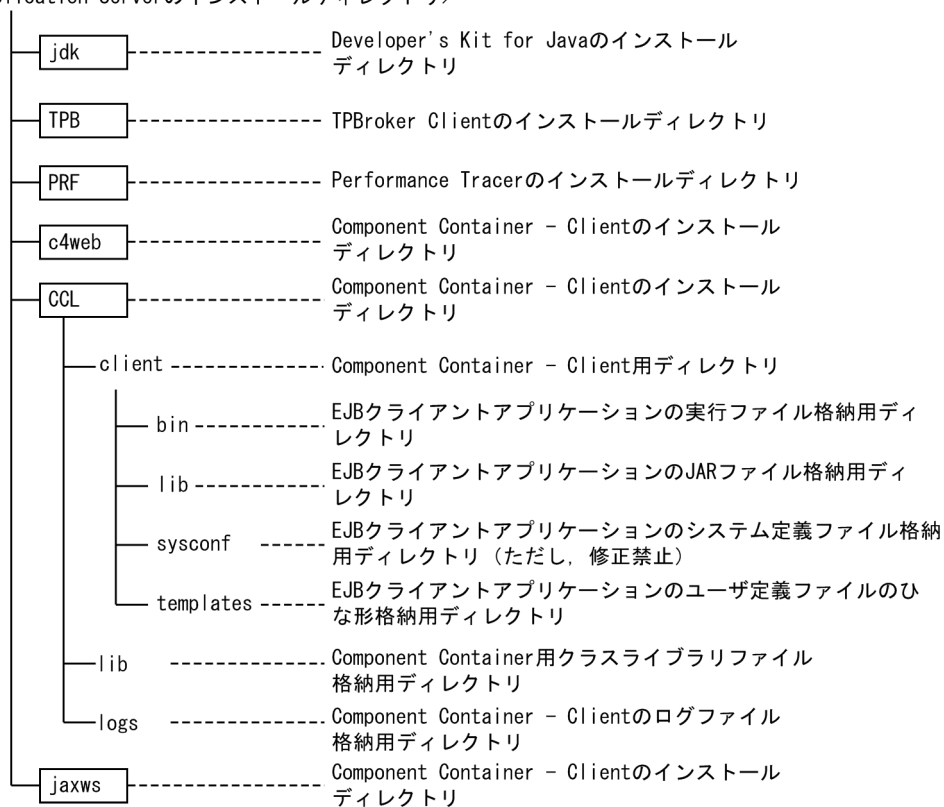 jdk Developer's Kit for Javaのインストール
ディレクトリ
TPB TPBroker Clientのインストールディレクトリ
PRF Performance Tracerのインストールディレクトリ
c4web Component Container － Clientのインストール
ディレクトリ
CCL Component Container － Clientのインストール
ディレクトリ
client Component Container － Client用ディレクトリ
bin EJBクライアントアプリケーションの実行ファイル格納用ディ
レクトリ
lib EJBクライアントアプリケーションのJARファイル格納用ディ
レクトリ
sysconf EJBクライアントアプリケーションのシステム定義ファイル格納
用ディレクトリ（ただし，修正禁止）
templates EJBクライアントアプリケーションのユーザ定義ファイルのひ
な形格納用ディレクトリ
lib Component Container用クラスライブラリファイル
格納用ディレクトリ
logs Component Container － Clientのログファイル
格納用ディレクトリ
jaxws Component Container － Clientのインストール
ディレクトリ